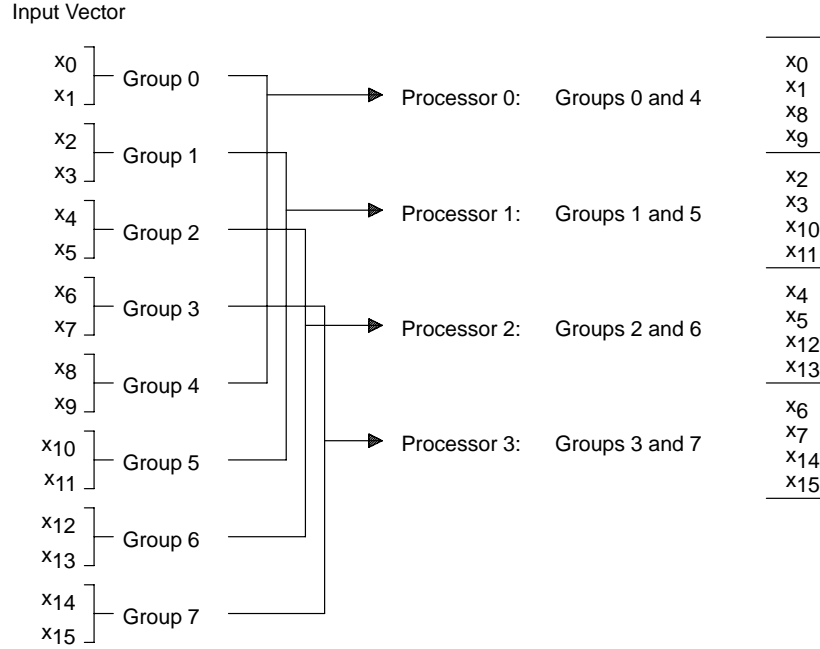 Input Vector
x0
x1
Group 0
x2
x3
Group 1
x4
x5
Group 2
x6
x7
Group 3
x8
x9
Group 4
x10
x11
Group 5
x12
x13
Group 6
x14
x15
Group 7
Processor 0: Groups 0 and 4
Processor 1: Groups 1 and 5
Processor 2: Groups 2 and 6
Processor 3: Groups 3 and 7
x0
x1
x8
x9
x2
x3
x10
x11
x4
x5
x12
x13
x6
x7
x14
x15